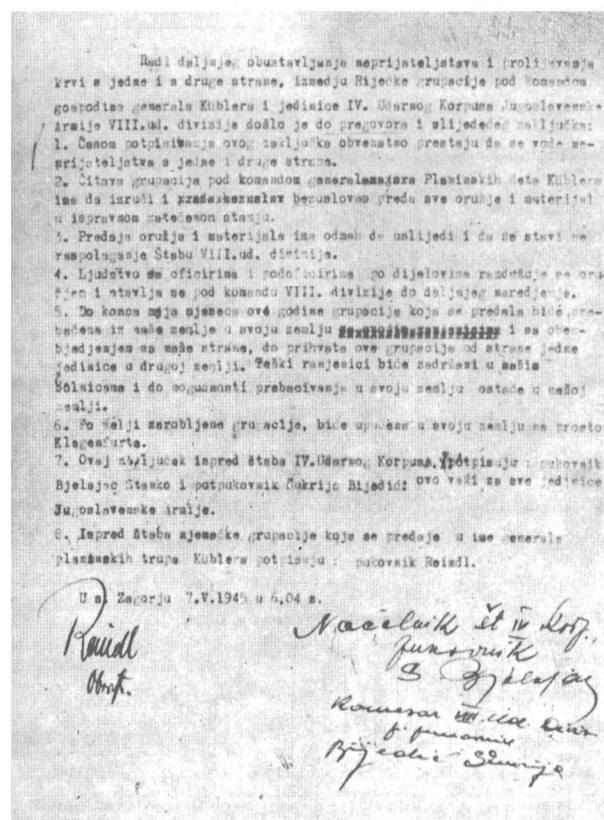 Radi daljnjeg obustavljanja neprijateljstava i prolijevanja
krvi s jedne i s druge strane, izmedju Riječke grupacije pod komandom
gospodina generala Küblera i jedinice IV. Udarnog Korpusa Jugoslavenske
Armije VIII.ud. divizije došlo je do pregovora i slijedećeg zaključka:
1. Časom potpisivanja ovog zaključka obvezatno prestaju da se vode ne-
prijateljstva s jedne i druge strane.
2. Čitava grupacija pod komandom generalamajora Planinskih četa Küblera
ima da izruči i bezuslovno preda sve oružje i materijal
u ispravnom zatečenom stanju.
3. Predaja oružja i materijala ima odmah da uslijedi i da se stavi na
raspolaganje Štabu VIII.ud. divizije.
4. Ljudstvo sa oficirima i podoficirima po dijelovima razdužuje se oru-
žjem i stavlja se pod komandu VIII. divizije do daljnjeg naredjenja.
5. Do konca maja mjeseca ove godine grupacija koja se predala biće pre-
bačena iz naše zemlje u svoju zemlju i sa obez-
bjedjenjem sa naše strane, do prihvata ove grupacije od strane jedne
jedinice u drugoj zemlji. Teški ranjenici biće zadržani u našim
Bolnicama i do mogućnosti prebacivanja u svoju zemlju ostaće u našoj
zemlji.
6. Po želji zarobljene grupacije, biće upućena u svoju zemlju na prostor
Klagenfurta.
7. Ovaj zaključak ispred štaba IV.Udarnog Korpusa, potpisuju : pukovnik
Bjelajac Stanko i potpukovnik Šukrija Bijedić: ovo važi za sve jedinice
Jugoslavenske Armije.
8. Ispred štaba njemačke grupacije koja se predaje u ime generala
planinskih trupa Küblera potpisuju : pukovnik Reindl.
U s. Zagorju 7.V.1945 u 6,04 s.
Reindl
Oberst.
Načelnik št IV Korp.
pukovnik
S Bjelajac
Komesar VIII. ud. diviz
p. pukovnik
Bijedić Šukrija